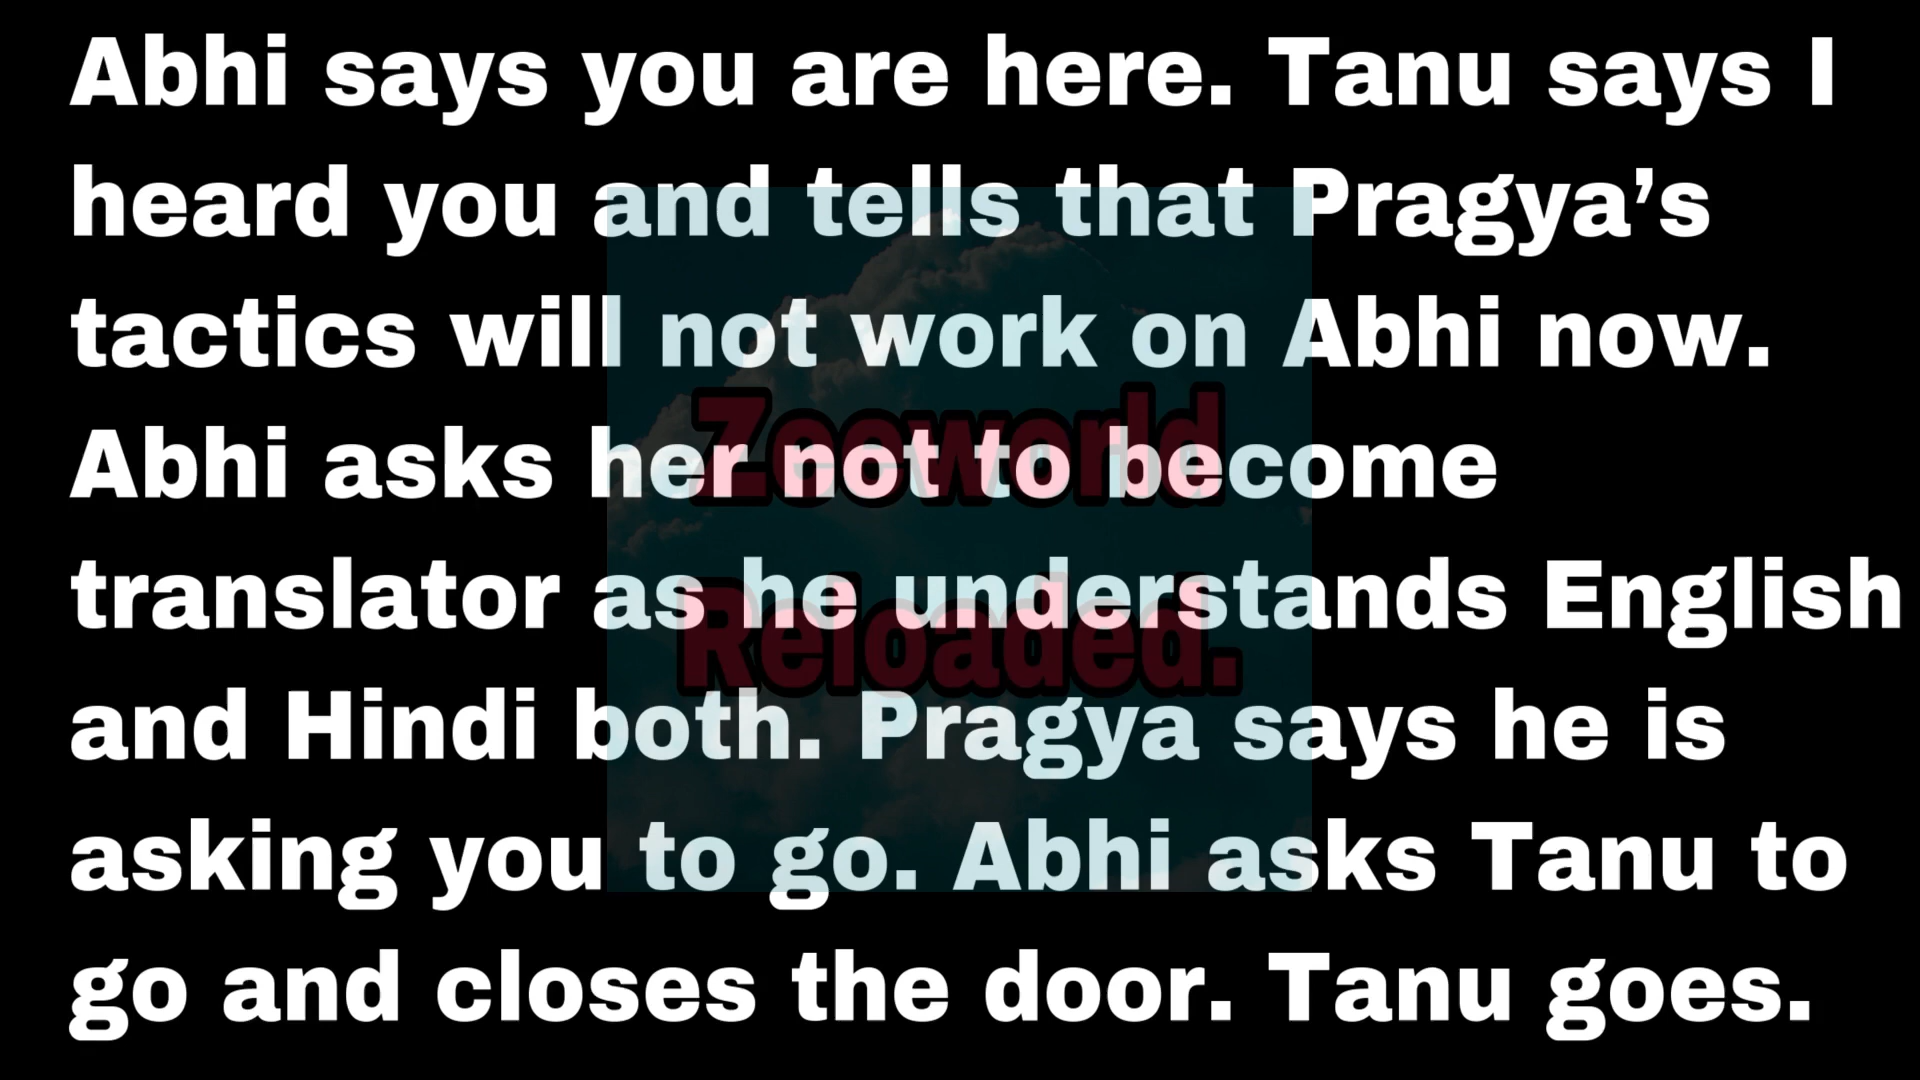 Abhi says you are here. Tanu says I
heard you and tells that Pragya’s
tactics will not work on Abhi now.
Abhi asks her not to become
translator as he understands English
and Hindi both. Pragya says he is
asking you to go. Abhi asks Tanu to
go and closes the door. Tanu goes.
Zeeworld
Reloaded.